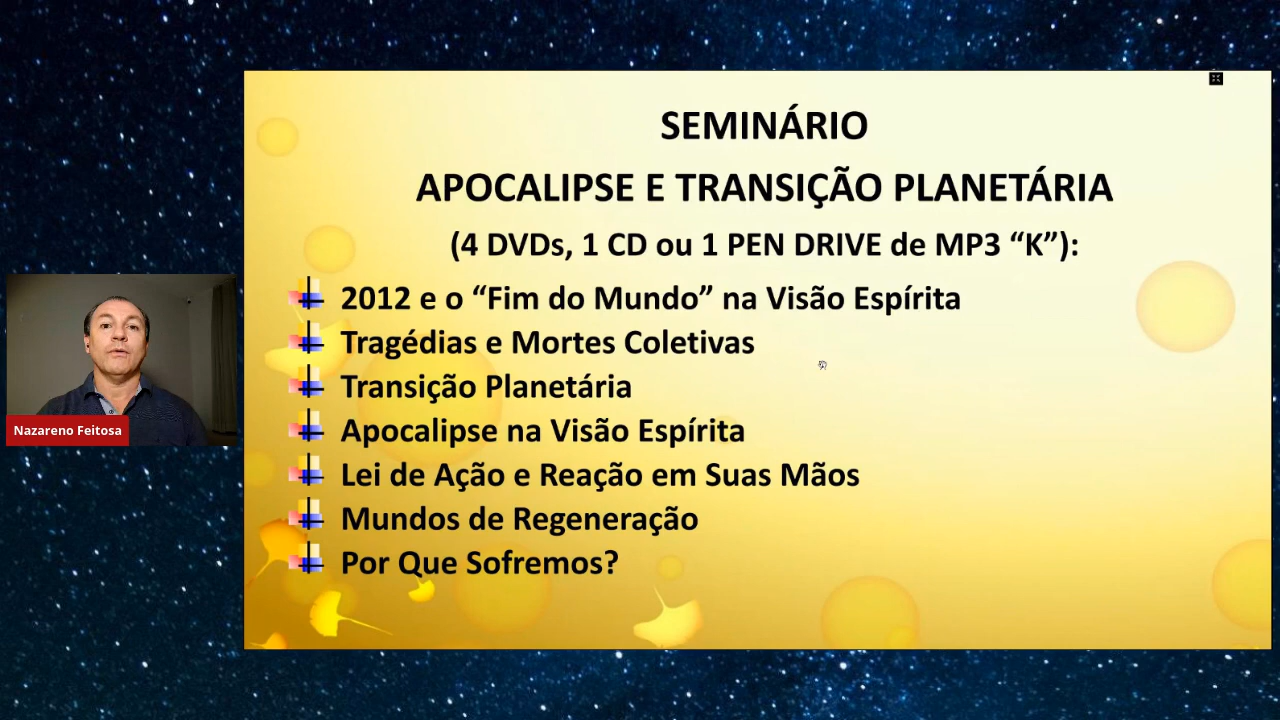 SEMINÁRIO
APOCALIPSE E TRANSIÇÃO PLANETÁRIA
(4 DVDs, 1 CD ou 1 PEN DRIVE de MP3 “K”):
2012 e o “Fim do Mundo” na Visão Espírita
Tragédias e Mortes Coletivas
Transição Planetária
Apocalipse na Visão Espírita
Lei de Ação e Reação em Suas Mãos
Mundos de Regeneração
Por Que Sofremos?
Nazareno Feitosa